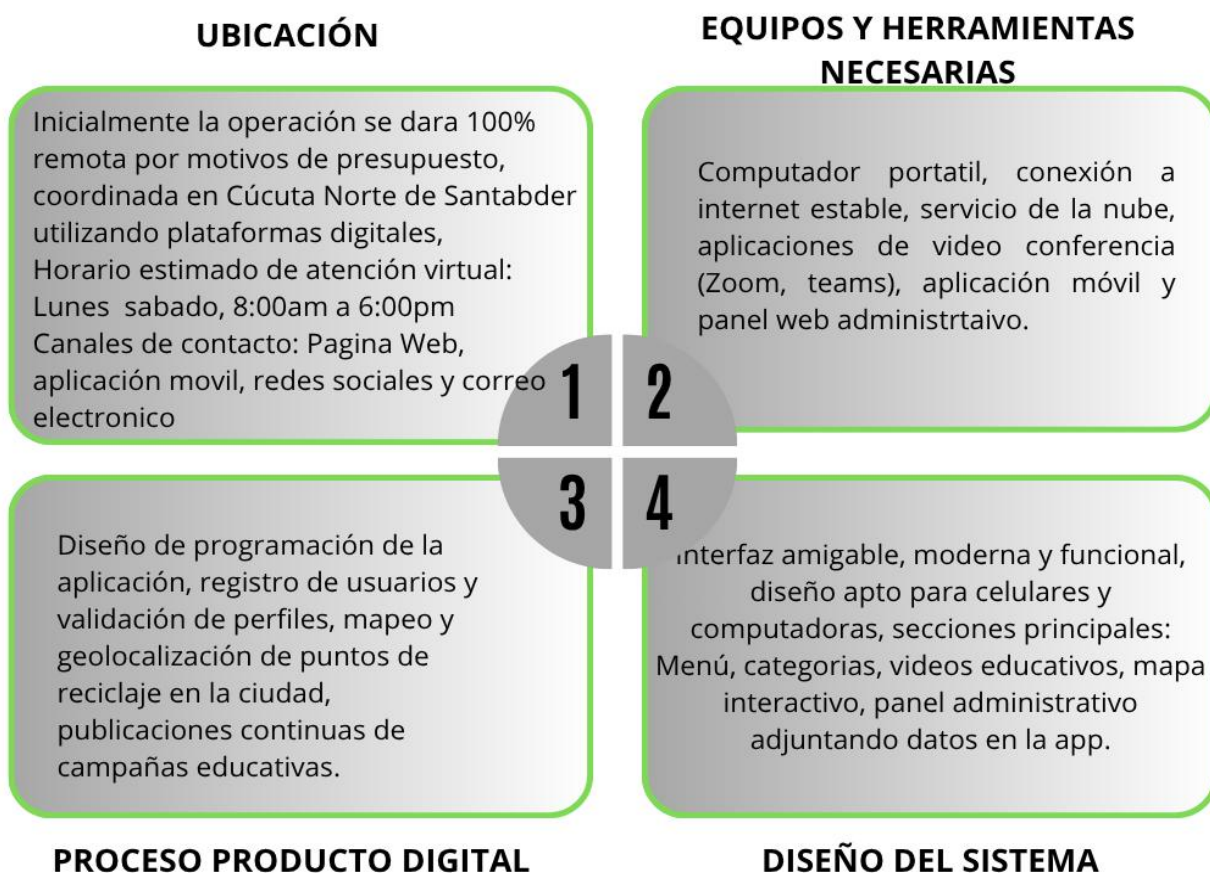 UBICACIÓN
Inicialmente la operación se dara 100%
remota por motivos de presupuesto,
coordinada en Cúcuta Norte de Santabder
utilizando plataformas digitales,
Horario estimado de atención virtual:
Lunes  sabado, 8:00am a 6:00pm
Canales de contacto: Pagina Web,
aplicación movil, redes sociales y correo
electronico
1
EQUIPOS Y HERRAMIENTAS
NECESARIAS
Computador portatil, conexión a
internet estable, servicio de la nube,
aplicaciones de video conferencia
(Zoom, teams), aplicación móvil y
panel web administrtaivo.
2
3
Diseño de programación de la
aplicación, registro de usuarios y
validación de perfiles, mapeo y
geolocalización de puntos de
reciclaje en la ciudad,
publicaciones continuas de
campañas educativas.
PROCESO PRODUCTO DIGITAL
4
Interfaz amigable, moderna y funcional,
diseño apto para celulares y
computadoras, secciones principales:
Menú, categorias, videos educativos, mapa
interactivo, panel administrativo
adjuntando datos en la app.
DISEÑO DEL SISTEMA